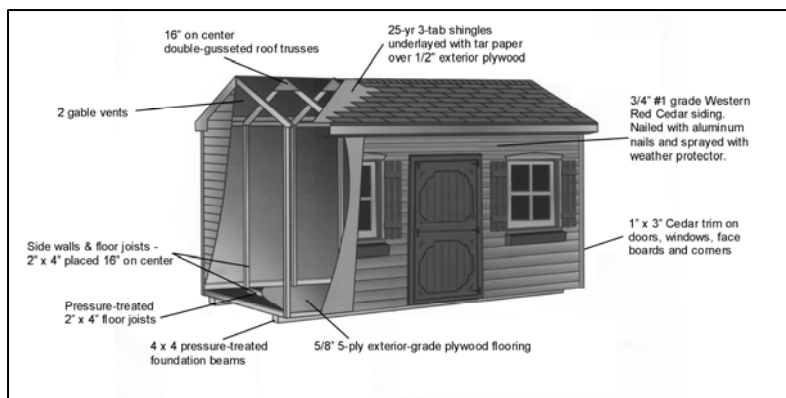 16” on center
double-gusseted roof trusses
25-yr 3-tab shingles
underlayed with tar paper
over 1/2” exterior plywood
2 gable vents
3/4” #1 grade Western
Red Cedar siding.
Nailed with aluminum
nails and sprayed with
weather protector.
Side walls & floor joists -
2” x 4” placed 16” on center
1” x 3” Cedar trim on
doors, windows, face
boards and corners
Pressure-treated
2” x 4” floor joists
4 x 4 pressure-treated
foundation beams
5/8” 5-ply exterior-grade plywood flooring